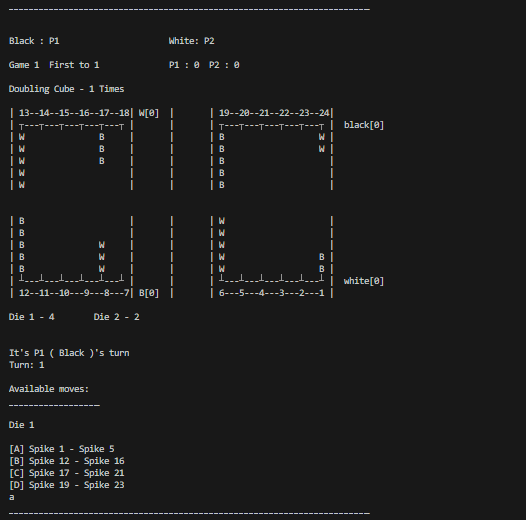 ------------------------------------------------------------------------
Black : P1                       White: P2
Game 1  First to 1               P1 : 0  P2 : 0
Doubling Cube - 1 Times
| 13--14--15--16--17--18| W[0]  |       | 19--20--21--22--23--24|
| ┬---┬---┬---┬---┬---┬ |       |       | ┬---┬---┬---┬---┬---┬ |  black[0]
| W               B     |       |       | B                   W |
| W               B     |       |       | B                   W |
| W               B     |       |       | B                     |
| W                     |       |       | B                     |
| W                     |       |       | B                     |
| B                     |       |       | W                     |
| B                     |       |       | W                     |
| B               W     |       |       | W                     |
| B               W     |       |       | W                   B |
| B               W     |       |       | W                   B |
| ┴---┴---┴---┴---┴---┴ |       |       | ┴---┴---┴---┴---┴---┴ |  white[0]
| 12--11--10---9---8---7| B[0]  |       | 6---5---4---3---2---1 |
Die 1 - 4        Die 2 - 2
It's P1 ( Black )'s turn
Turn: 1
Available moves:
------------------
Die 1
[A] Spike 1 - Spike 5
[B] Spike 12 - Spike 16
[C] Spike 17 - Spike 21
[D] Spike 19 - Spike 23
a
------------------------------------------------------------------------